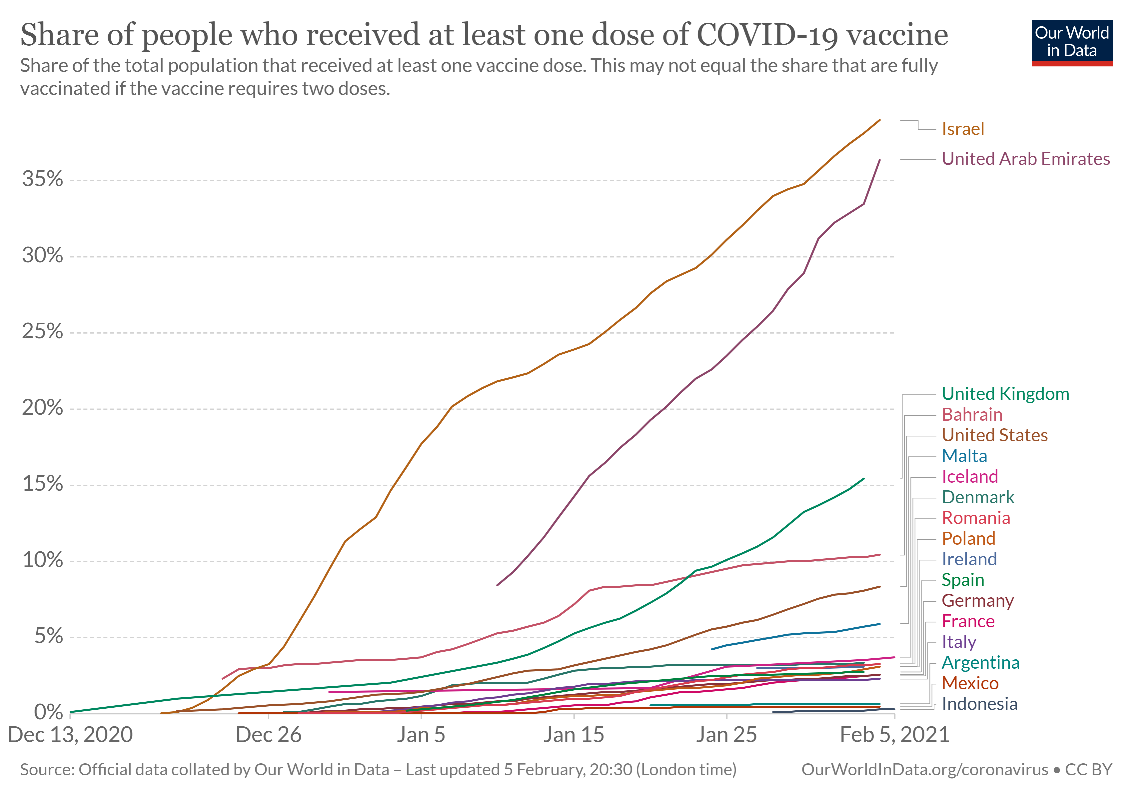 Share of people who received at least one dose of COVID-19 vaccine
Our World
in Data
Share of the total population that received at least one vaccine dose. This may not equal the share that are fully
vaccinated if the vaccine requires two doses.
Israel
United Arab Emirates
35%
30%
25%
20%
15%
10%
5%
0%
United Kingdom
Bahrain
United States
Malta
Iceland
Denmark
Romania
Poland
Ireland
Spain
Germany
France
Italy
Argentina
Mexico
Indonesia
Dec 13, 2020 Dec 26 Jan 5 Jan 15 Jan 25 Feb 5, 2021
Source: Official data collated by Our World in Data – Last updated 5 February, 20:30 (London time)
OurWorldInData.org/coronavirus • CC BY